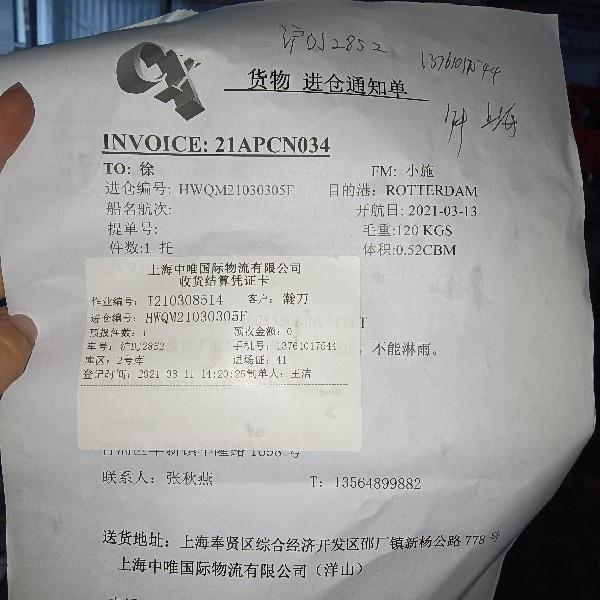 沪DJ2852
13761017544
货物 进仓通知单
INVOICE: 21APCN034
TO: 徐 FM: 小施
进仓编号: HWQM21030305F 目的港: ROTTERDAM
船名航次: 开航日: 2021-03-13
提单号: 毛重:120 KGS
件数:1 托 体积:0.52CBM
上海中唯国际物流有限公司
收货结算凭证卡
作业编号: T210308514 客户: 瀚万
进仓编号: HWQM21030305F
预报件数: 1 预收金额: 0
车号: 沪DJ2852 手机号: 13761017544
库区: 2号库 进场证: 41
登记时间: 2021-03-11 14:20:26制单人: 王洁
，不能淋雨。
联系人: 张秋燕 T: 13564899882
送货地址: 上海奉贤区综合经济开发区邵厂镇新杨公路 778 号
上海中唯国际物流有限公司（洋山）